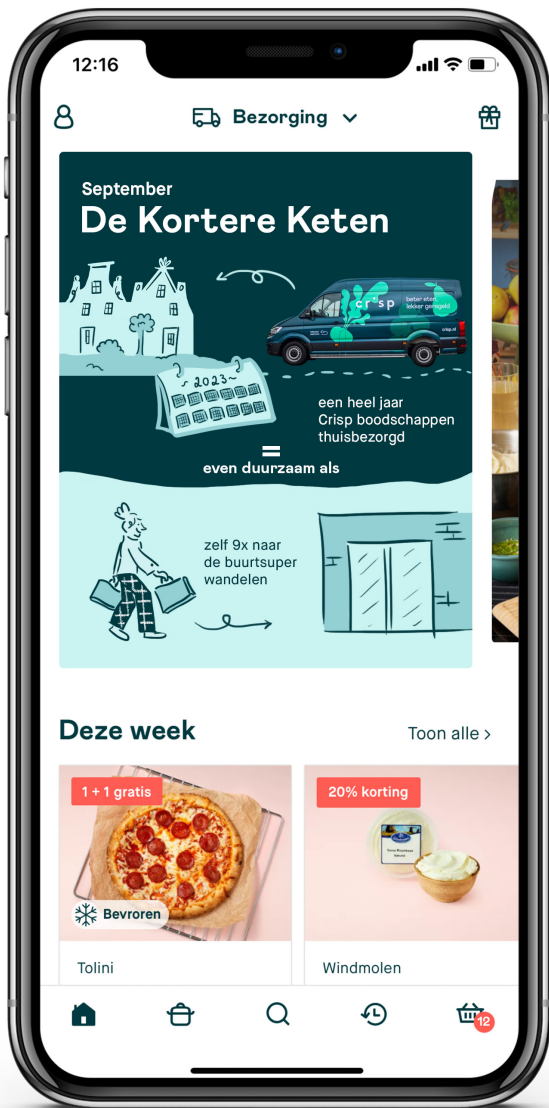 12:16
Bezorging
September
De Kortere Keten
cr*sp
beter eten,
lekker geregeld
crisp.nl
~2023~
een heel jaar
Crisp boodschappen
thuisbezorgd
=
even duurzaam als
zelf 9x naar
de buurtsuper
wandelen
Deze week
Toon alle >
1 + 1 gratis
20% korting
Bevroren
Tolini
Windmolen
12